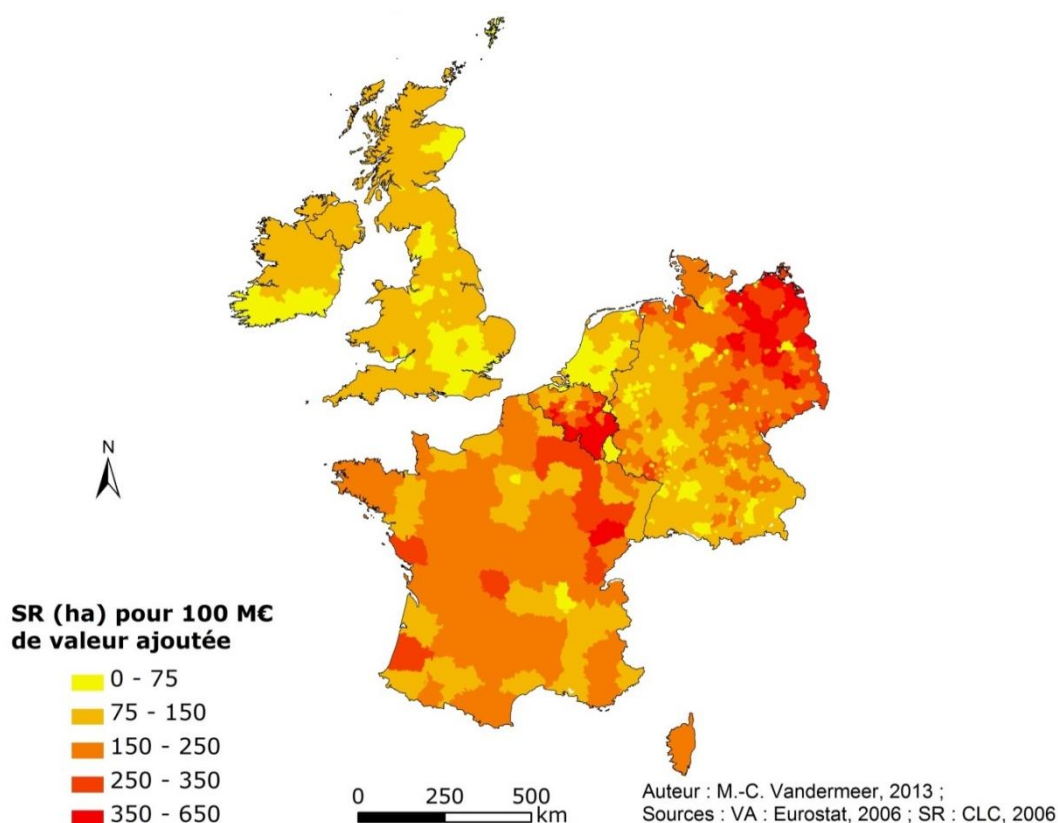 N
SR (ha) pour 100 M€
de valeur ajoutée
0 - 75
75 - 150
150 - 250
250 - 350
350 - 650
0 250 500
km
Auteur : M.-C. Vandermeer, 2013 ;
Sources : VA : Eurostat, 2006 ; SR : CLC, 2006